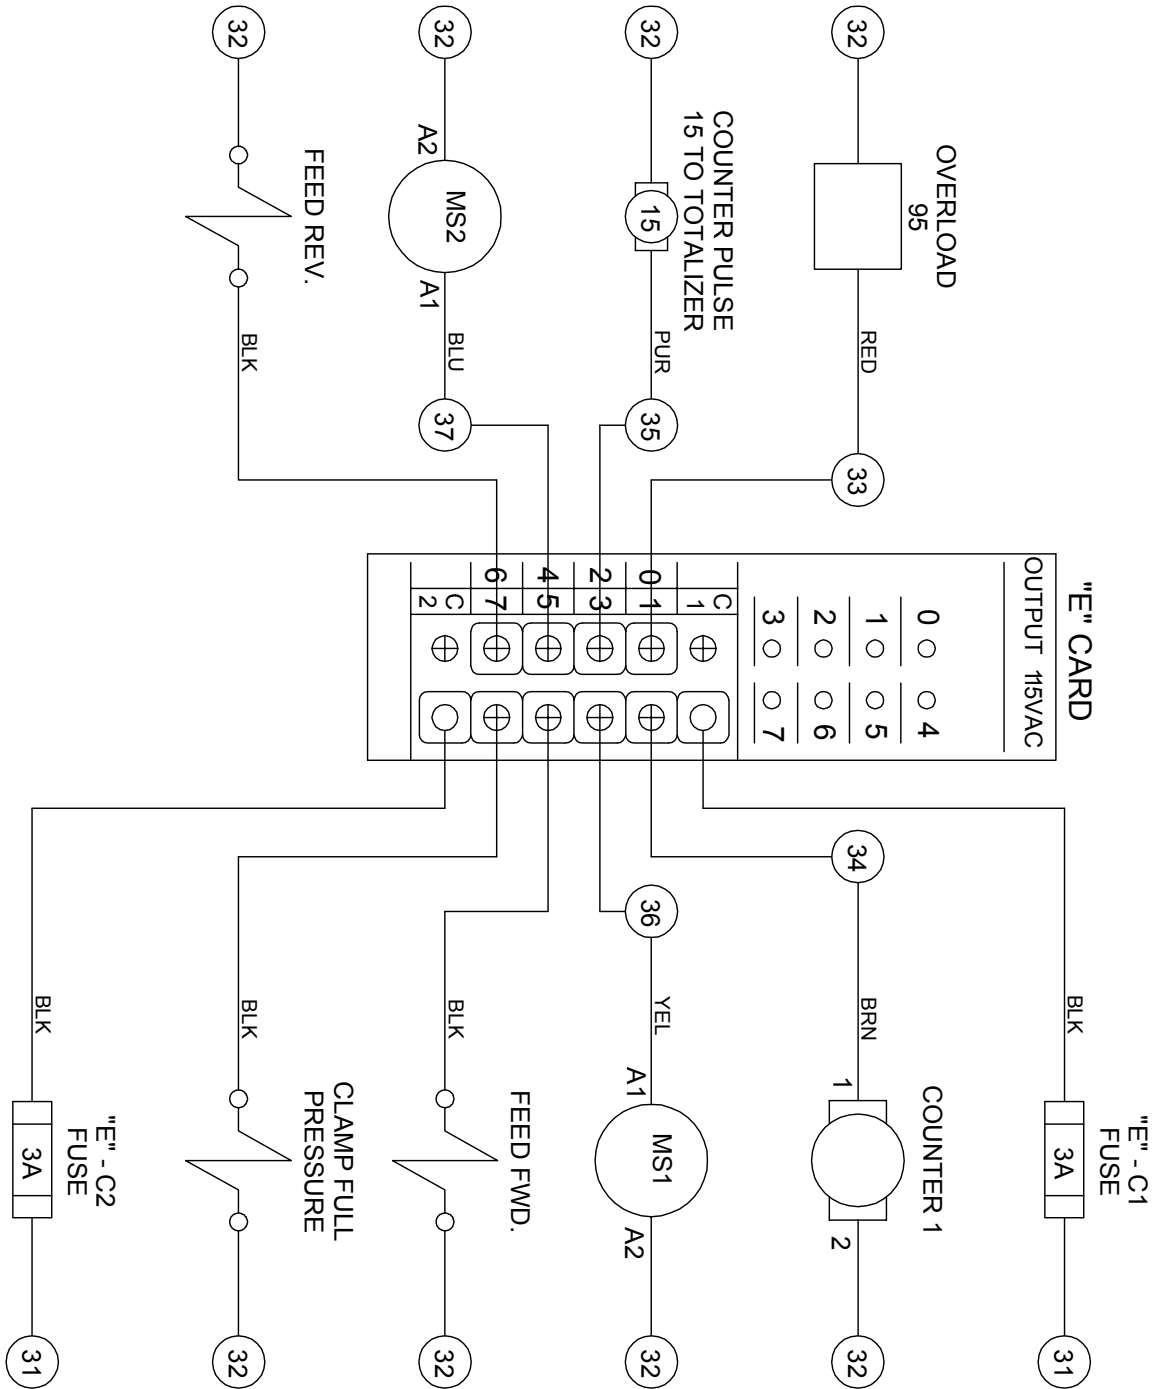 "E" CARD
OUTPUT 115VAC
0 4
1 5
2 6
3 7
C
1
0 1
2 3
4 5
6 7
C
2
32
OVERLOAD
95
RED
33
32
COUNTER PULSE
15 TO TOTALIZER
15
PUR
35
32
A2
MS2
A1
BLU
37
32
FEED REV.
BLK
BLK
"E" - C1
FUSE
3A
31
34
BRN
COUNTER 1
1
2
32
36
YEL
A1
MS1
A2
32
BLK
FEED FWD.
32
BLK
CLAMP FULL
PRESSURE
32
BLK
"E" - C2
FUSE
3A
31